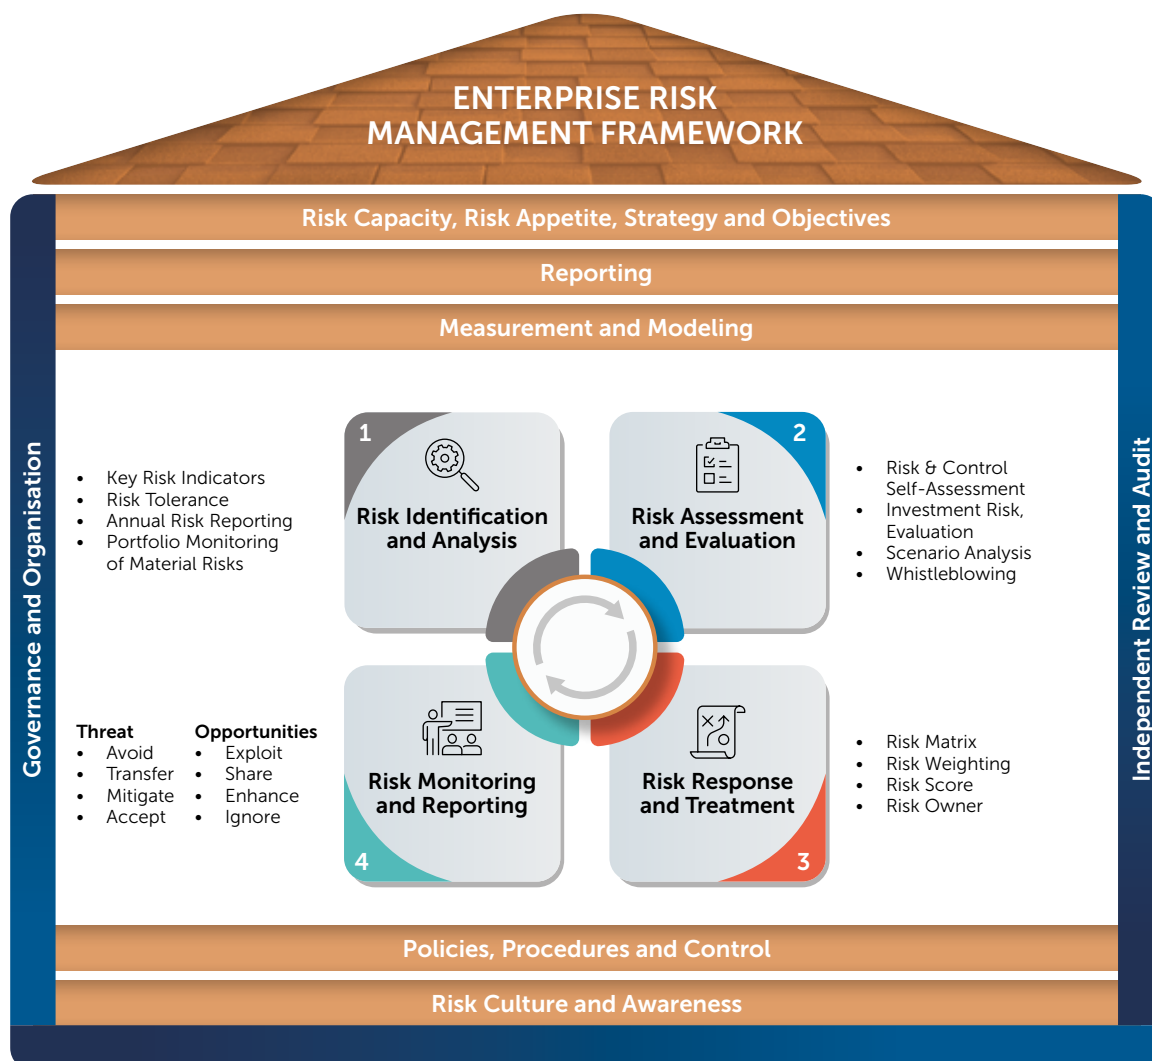 ENTERPRISE RISK
MANAGEMENT FRAMEWORK
Risk Capacity, Risk Appetite, Strategy and Objectives
Reporting
Measurement and Modeling
Governance and Organisation
• Key Risk Indicators
• Risk Tolerance
• Annual Risk Reporting
• Portfolio Monitoring
of Material Risks
1
Risk Identification
and Analysis
2
Risk Assessment
and Evaluation
• Risk & Control
Self-Assessment
• Investment Risk,
Evaluation
• Scenario Analysis
• Whistleblowing
Threat
• Avoid
• Transfer
• Mitigate
• Accept
Opportunities
• Exploit
• Share
• Enhance
• Ignore
Risk Monitoring
and Reporting
4
Risk Response
and Treatment
3
• Risk Matrix
• Risk Weighting
• Risk Score
• Risk Owner
Independent Review and Audit
Policies, Procedures and Control
Risk Culture and Awareness